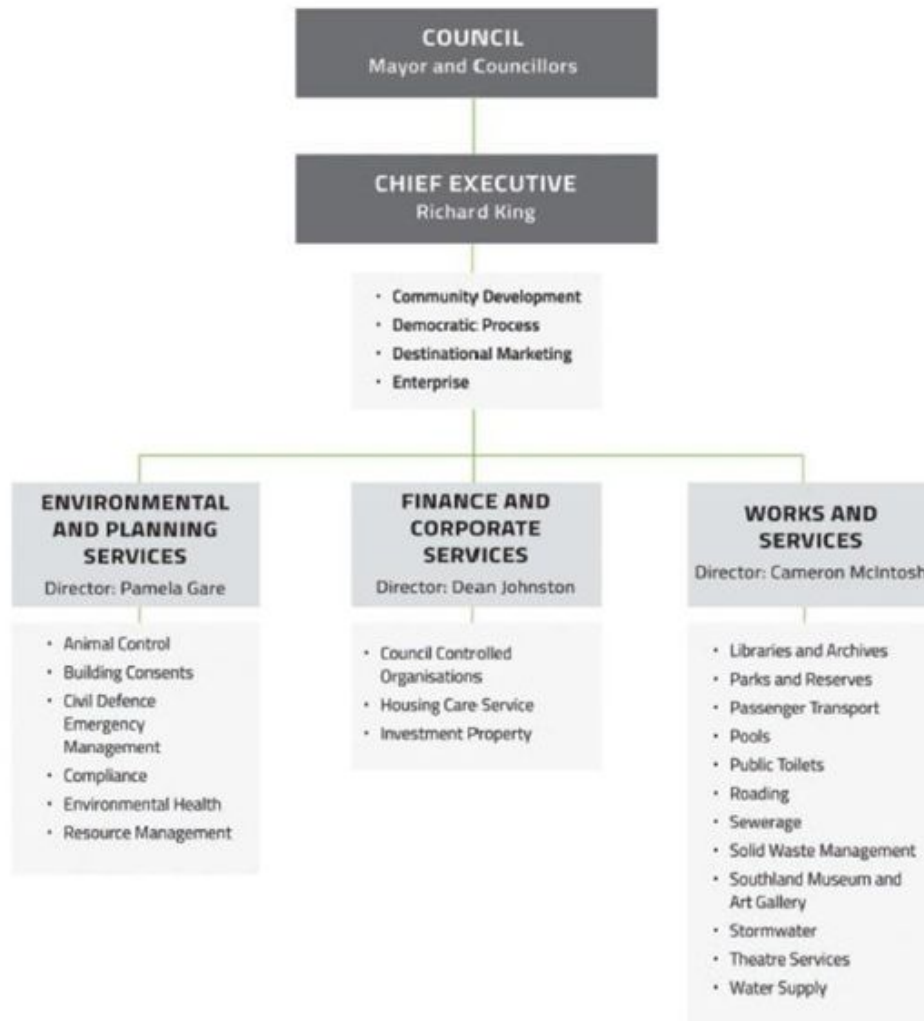 COUNCIL
Mayor and Councillors
CHIEF EXECUTIVE
Richard King
• Community Development
• Democratic Process
• Destinational Marketing
• Enterprise
ENVIRONMENTAL
AND PLANNING
SERVICES
Director: Pamela Gare
• Animal Control
• Building Consents
• Civil Defence
Emergency
Management
• Compliance
• Environmental Health
• Resource Management
FINANCE AND
CORPORATE
SERVICES
Director: Dean Johnston
• Council Controlled
Organisations
• Housing Care Service
• Investment Property
WORKS AND
SERVICES
Director: Cameron McIntosh
• Libraries and Archives
• Parks and Reserves
• Passenger Transport
• Pools
• Public Toilets
• Roading
• Sewerage
• Solid Waste Management
• Southland Museum and
Art Gallery
• Stormwater
• Theatre Services
• Water Supply